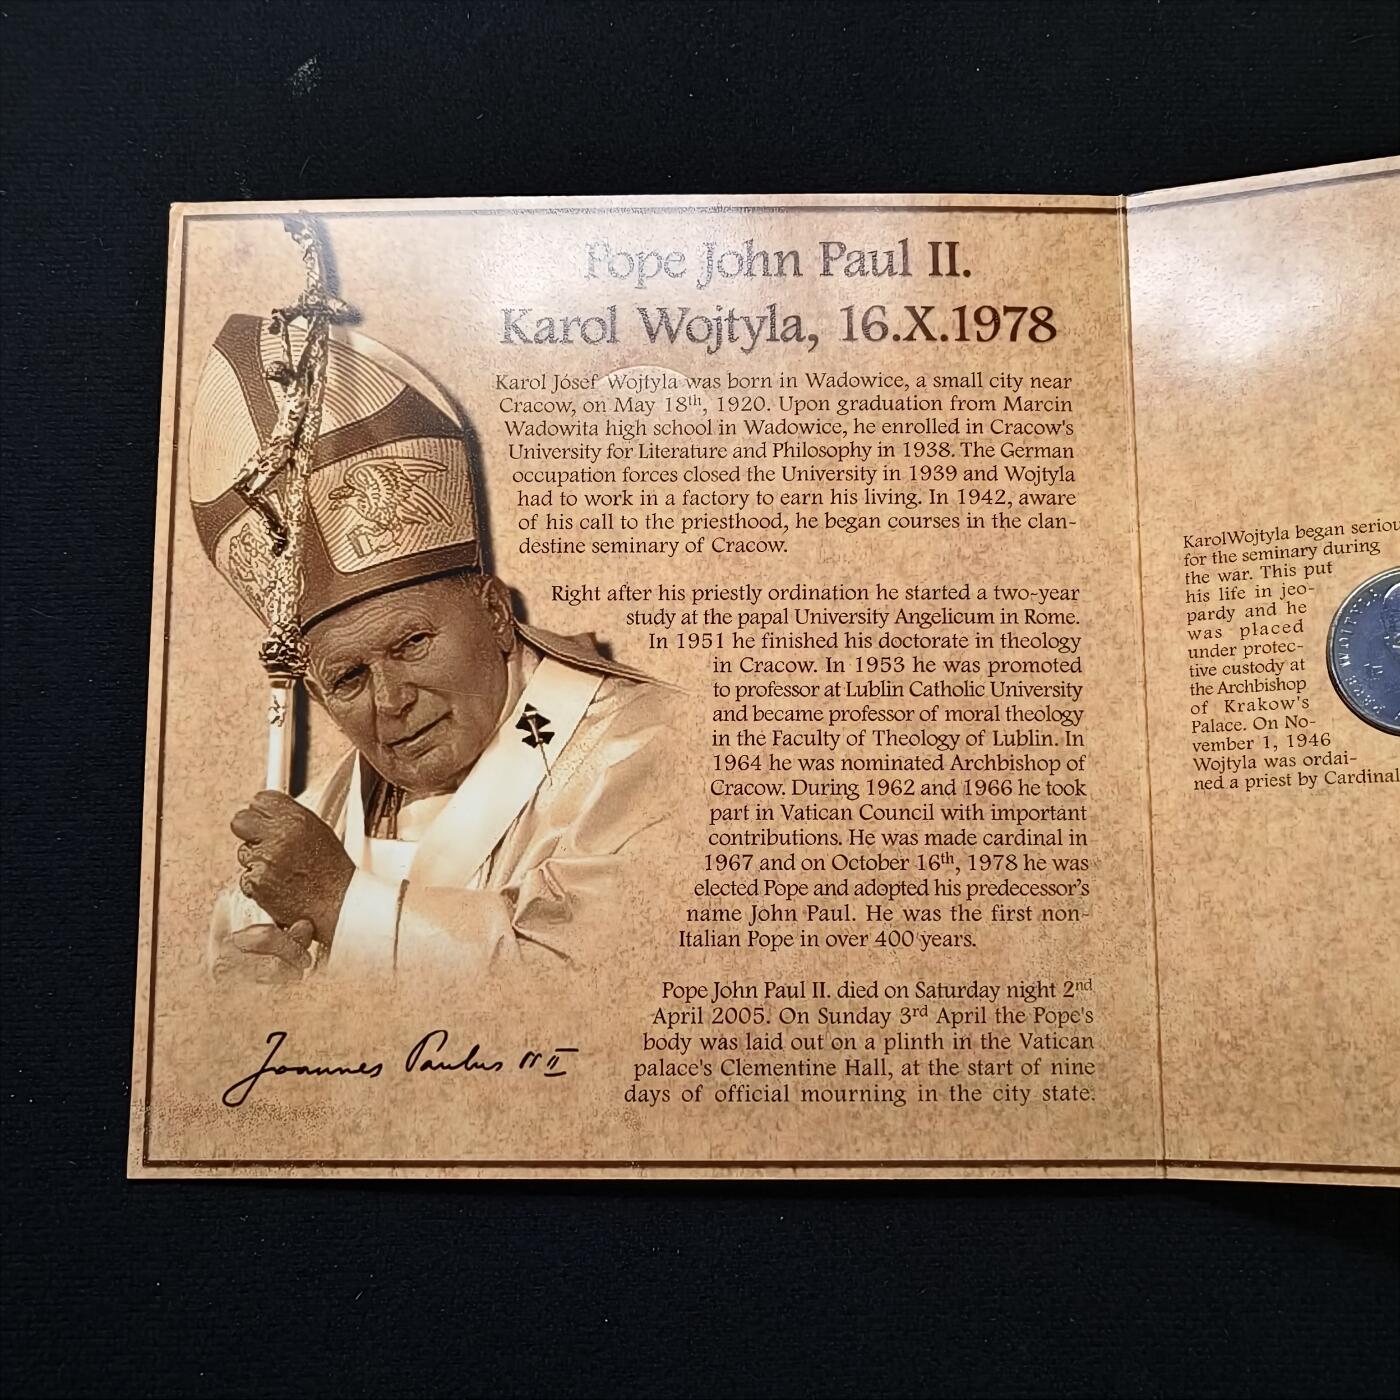 Pope John Paul II.
Karol Wojtyla, 16.X.1978
Karol Jósef Wojtyla was born in Wadowice, a small city near
Cracow, on May 18th, 1920. Upon graduation from Marcin
Wadowita high school in Wadowice, he enrolled in Cracow's
University for Literature and Philosophy in 1938. The German
occupation forces closed the University in 1939 and Wojtyla
had to work in a factory to earn his living. In 1942, aware
of his call to the priesthood, he began courses in the clan-
destine seminary of Cracow.
Right after his priestly ordination he started a two-year
study at the papal University Angelicum in Rome.
In 1951 he finished his doctorate in theology
in Cracow. In 1953 he was promoted
to professor at Lublin Catholic University
and became professor of moral theology
in the Faculty of Theology of Lublin. In
1964 he was nominated Archbishop of
Cracow. During 1962 and 1966 he took
part in Vatican Council with important
contributions. He was made cardinal in
1967 and on October 16th, 1978 he was
elected Pope and adopted his predecessor's
name John Paul. He was the first non-
Italian Pope in over 400 years.
Pope John Paul II. died on Saturday night 2nd
April 2005. On Sunday 3rd April the Pope's
body was laid out on a plinth in the Vatican
palace's Clementine Hall, at the start of nine
days of official mourning in the city state.
Joannes Paulus PP II
KarolWojtyla began seriou
for the seminary during
the war. This put
his life in jeo-
pardy and he
was placed
under protec-
tive custody at
the Archbishop
of Krakow's
Palace. On No-
vember 1, 1946
Wojtyla was ordai-
ned a priest by Cardinal